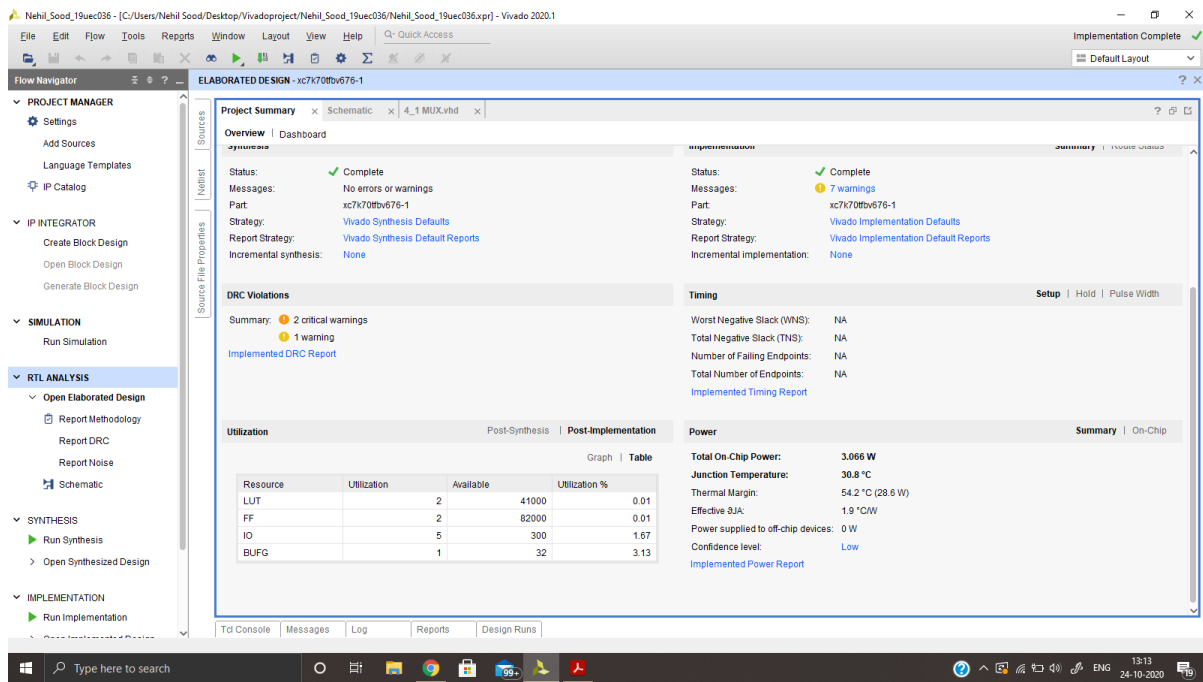 Nehil_Sood_19uec036 - [C:/Users/Nehil Sood/Desktop/Vivadoproject/Nehil_Sood_19uec036/Nehil_Sood_19uec036.xpr] - Vivado 2020.1
File Edit Flow Tools Reports Window Layout View Help Q- Quick Access Implementation Complete
Default Layout
Flow Navigator ELABORATED DESIGN - xc7k70tfbv676-1
PROJECT MANAGER
Settings
Add Sources
Language Templates
IP Catalog
IP INTEGRATOR
Create Block Design
Open Block Design
Generate Block Design
SIMULATION
Run Simulation
RTL ANALYSIS
Open Elaborated Design
Report Methodology
Report DRC
Report Noise
Schematic
SYNTHESIS
Run Synthesis
Open Synthesized Design
IMPLEMENTATION
Run Implementation
Open Implemented Design
Sources
Netlist
Source File Properties
Project Summary Schematic 4_1 MUX.vhd
Overview | Dashboard
Synthesis
Status: Complete
Messages: No errors or warnings
Part: xc7k70tfbv676-1
Strategy: Vivado Synthesis Defaults
Report Strategy: Vivado Synthesis Default Reports
Incremental synthesis: None
Implementation Summary | Route Status
Status: Complete
Messages: 7 warnings
Part: xc7k70tfbv676-1
Strategy: Vivado Implementation Defaults
Report Strategy: Vivado Implementation Default Reports
Incremental implementation: None
DRC Violations
Summary: 2 critical warnings
1 warning
Implemented DRC Report
Timing Setup | Hold | Pulse Width
Worst Negative Slack (WNS): NA
Total Negative Slack (TNS): NA
Number of Failing Endpoints: NA
Total Number of Endpoints: NA
Implemented Timing Report
Utilization Post-Synthesis | Post-Implementation
Graph | Table
Resource Utilization Available Utilization %
LUT 2 41000 0.01
FF 2 82000 0.01
IO 5 300 1.67
BUFG 1 32 3.13
Power Summary | On-Chip
Total On-Chip Power: 3.066 W
Junction Temperature: 30.8 °C
Thermal Margin: 54.2 °C (28.6 W)
Effective ϑJA: 1.9 °C/W
Power supplied to off-chip devices: 0 W
Confidence level: Low
Implemented Power Report
Tcl Console Messages Log Reports Design Runs
Type here to search 99+ ENG 13:13
24-10-2020 19